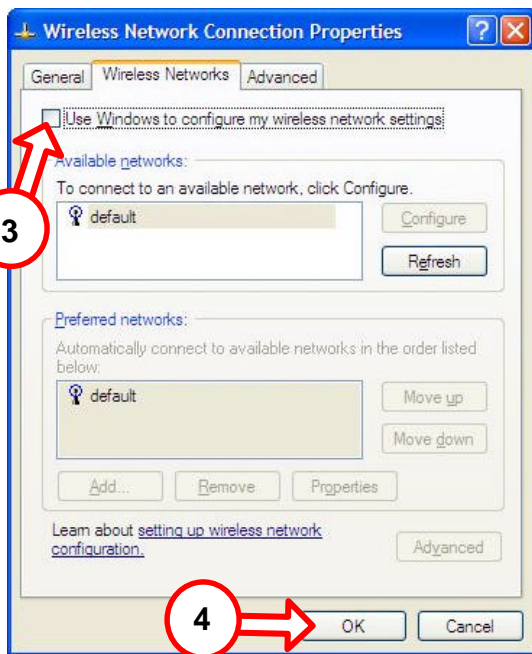 Wireless Network Connection Properties
General Wireless Networks Advanced
Use Windows to configure my wireless network settings
Available networks:
To connect to an available network, click Configure.
default
Configure
Refresh
3
Preferred networks:
Automatically connect to available networks in the order listed
below:
default
Move up
Move down
Add... Remove Properties
Learn about setting up wireless network
configuration.
Advanced
4
OK Cancel